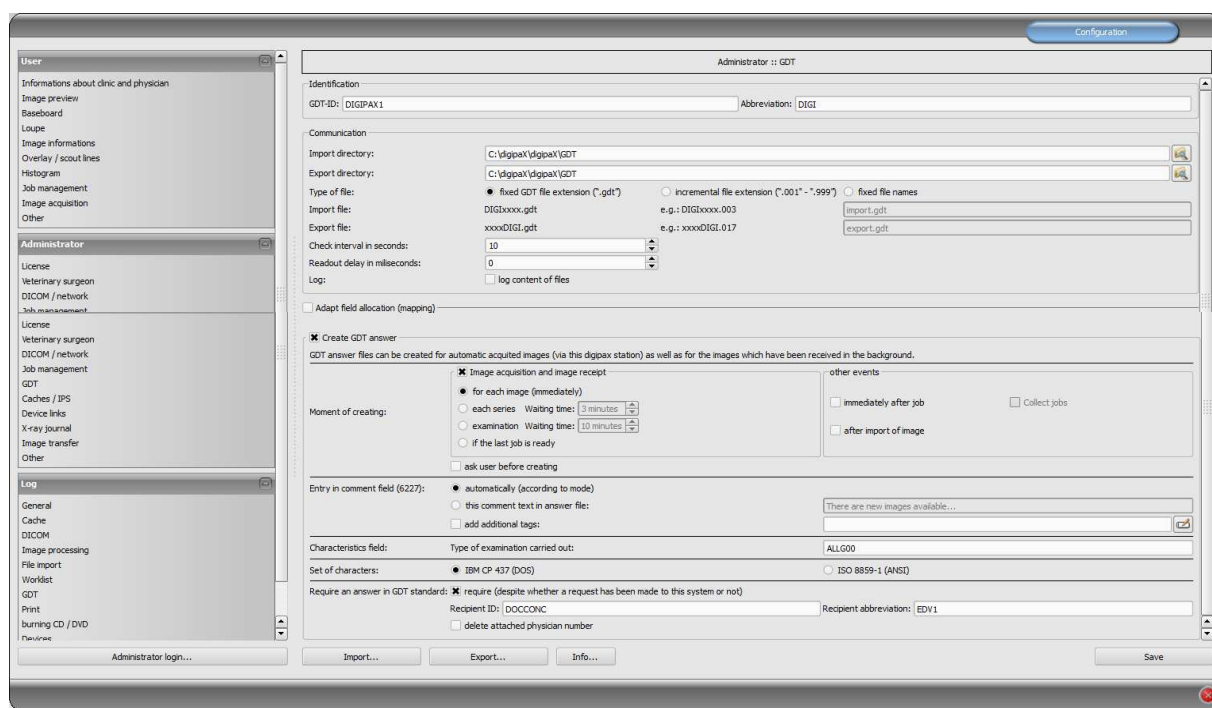 Configuration
User
Informations about clinic and physician
Image preview
Baseboard
Loupe
Image informations
Overlay / scout lines
Histogram
Job management
Image acquisition
Other
Administrator
License
Veterinary surgeon
DICOM / network
Job management
License
Veterinary surgeon
DICOM / network
Job management
GDT
Caches / IPS
Device links
X-ray journal
Image transfer
Other
Log
General
Cache
DICOM
Image processing
File import
Worklist
GDT
Print
burning CD / DVD
Devices
Administrator login...
Administrator :: GDT
Identification
GDT-ID: DIGIPAX1 Abbreviation: DIGI
Communication
Import directory: C:\digipaX\digipaX\GDT
Export directory: C:\digipaX\digipaX\GDT
Type of file: fixed GDT file extension (".gdt") incremental file extension (".001" - ".999") fixed file names
Import file: DIGIxxxx.gdt e.g.: DIGIxxxx.003 import.gdt
Export file: xxxxDIGI.gdt e.g.: xxxxDIGI.017 export.gdt
Check interval in seconds: 10
Readout delay in miliseconds: 0
Log: log content of files
Adapt field allocation (mapping)
Create GDT answer
GDT answer files can be created for automatic acquited images (via this digipax station) as well as for the images which have been received in the background.
Moment of creating:
Image acquisition and image receipt
for each image (immediately)
each series Waiting time: 3 minutes
examination Waiting time: 10 minutes
if the last job is ready
other events
immediately after job Collect jobs
after import of image
ask user before creating
Entry in comment field (6227): automatically (according to mode)
this comment text in answer file: There are new images available...
add additional tags:
Characteristics field: Type of examination carried out: ALLG00
Set of characters: IBM CP 437 (DOS) ISO 8859-1 (ANSI)
Require an answer in GDT standard: require (despite whether a request has been made to this system or not)
Recipient ID: DOCCONC Recipient abbreviation: EDV1
delete attached physician number
Import... Export... Info... Save